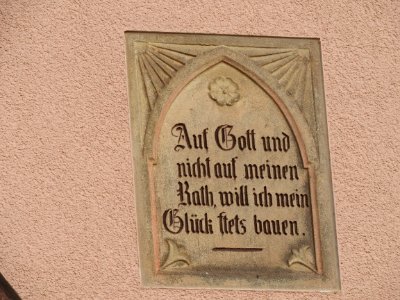 Auf Gott und
nicht auf meinen
Rath, will ich mein
Glück stets bauen.